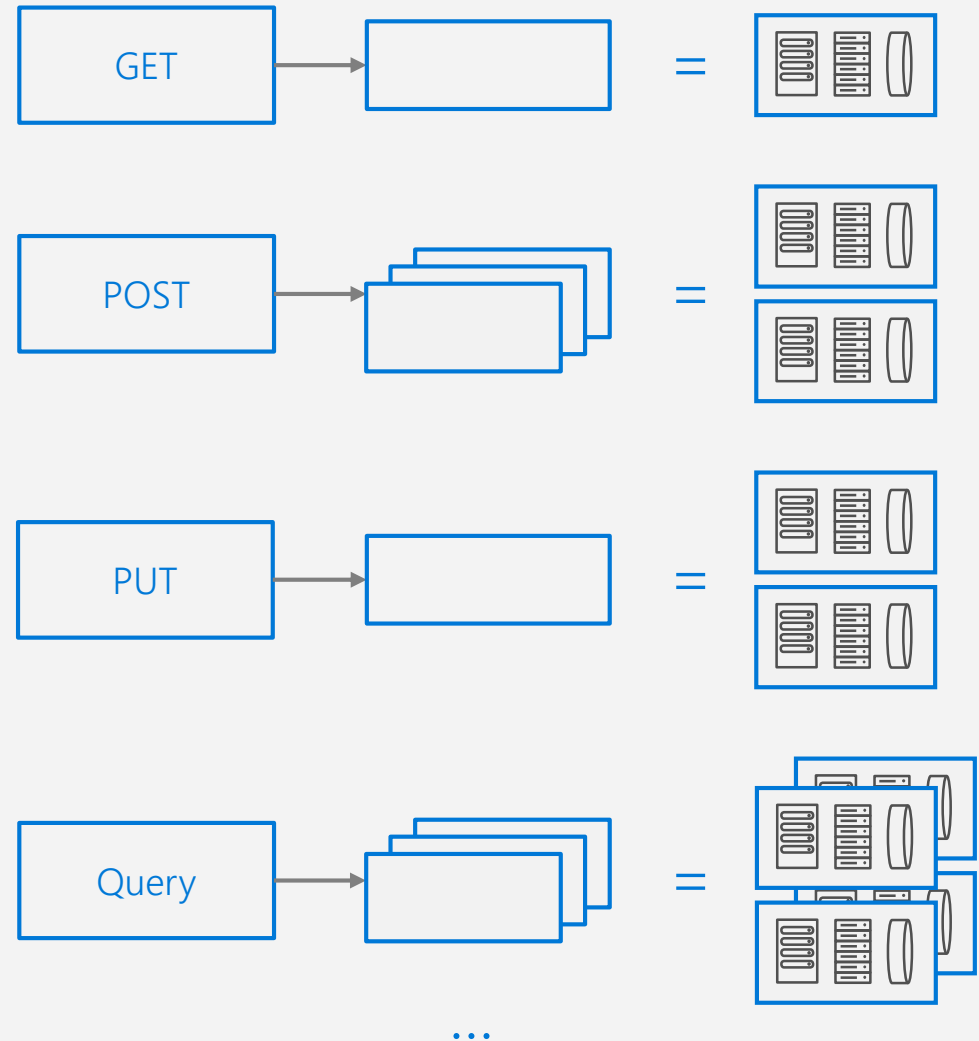 GET
=
POST
=
PUT
=
Query
=
...